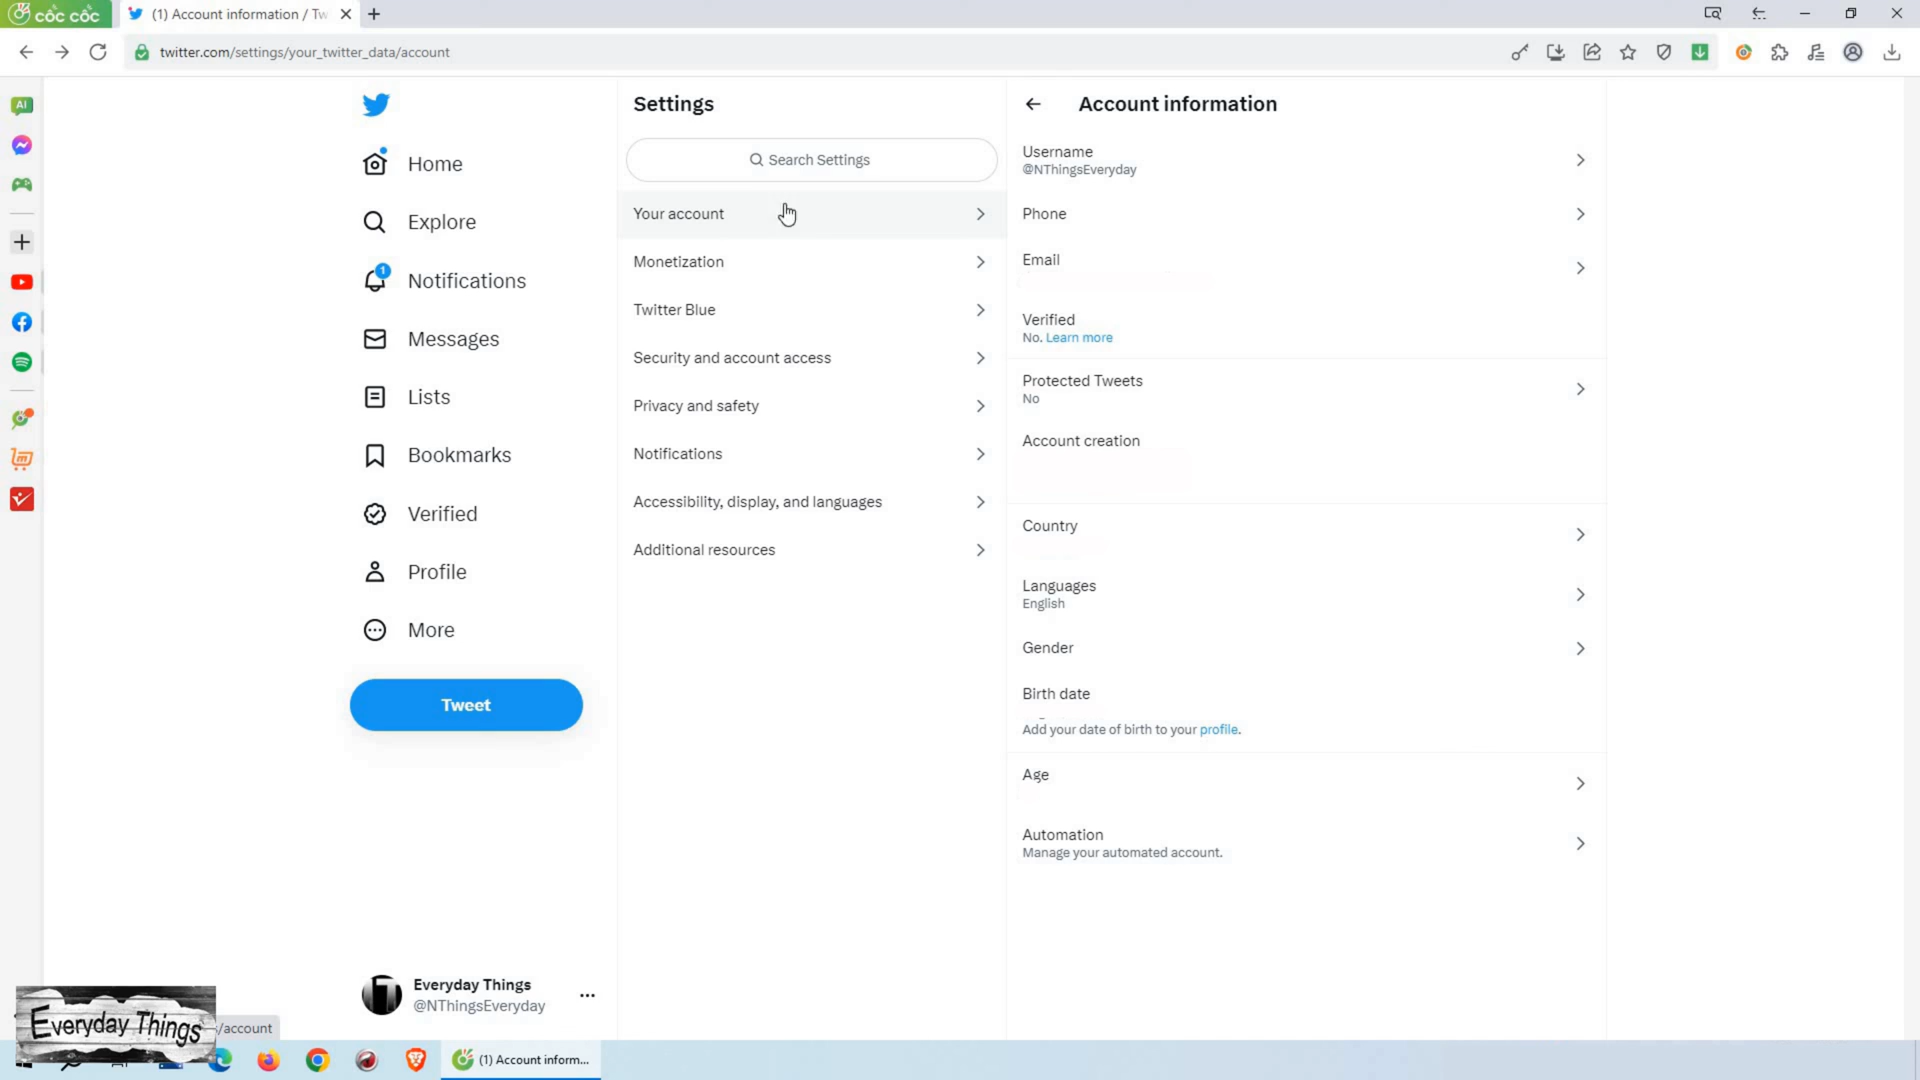 cốc cốc
(1) Account information / Tw
twitter.com/settings/your_twitter_data/account
AI
Home
Explore
1
Notifications
Messages
Lists
Bookmarks
Verified
Profile
More
Tweet
Everyday Things
@NThingsEveryday
Settings
Search Settings
Your account
Monetization
Twitter Blue
Security and account access
Privacy and safety
Notifications
Accessibility, display, and languages
Additional resources
Account information
Username
@NThingsEveryday
Phone
Email
Verified
No. Learn more
Protected Tweets
No
Account creation
Country
Languages
English
Gender
Birth date
Add your date of birth to your profile.
Age
Automation
Manage your automated account.
Everyday Things
/account
(1) Account inform...